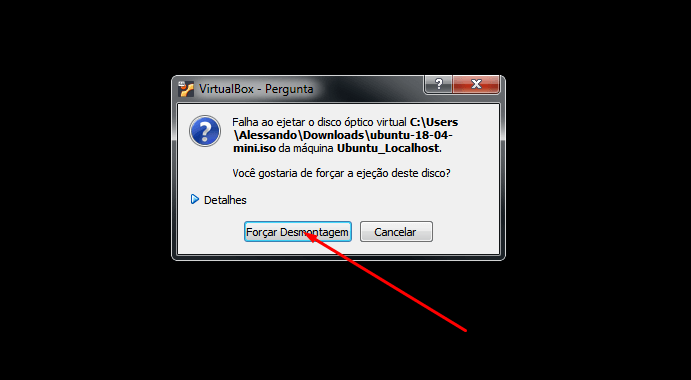 VirtualBox - Pergunta
Falha ao ejetar o disco óptico virtual C:\Users
\Alessando\Downloads\ubuntu-18-04-
mini.iso da máquina Ubuntu_Localhost.
Você gostaria de forçar a ejeção deste disco?
Detalhes
Forçar Desmontagem
Cancelar